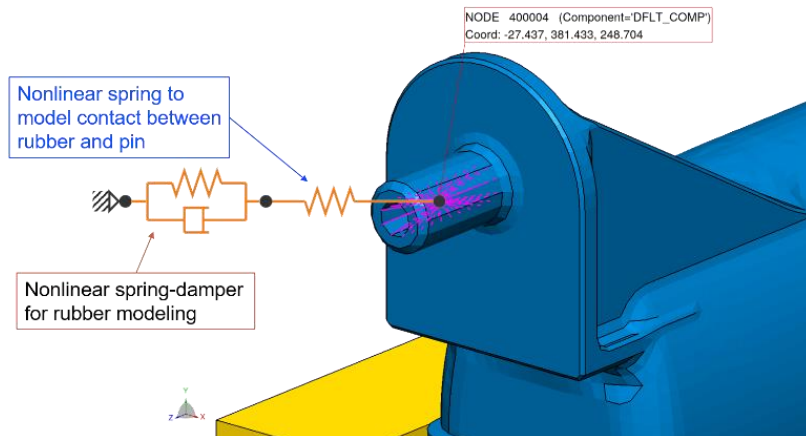 NODE 400004 (Component='DFLT_COMP')
Coord: -27.437, 381.433, 248.704
Nonlinear spring to
model contact between
rubber and pin
Nonlinear spring-damper
for rubber modeling
Y
Z
X